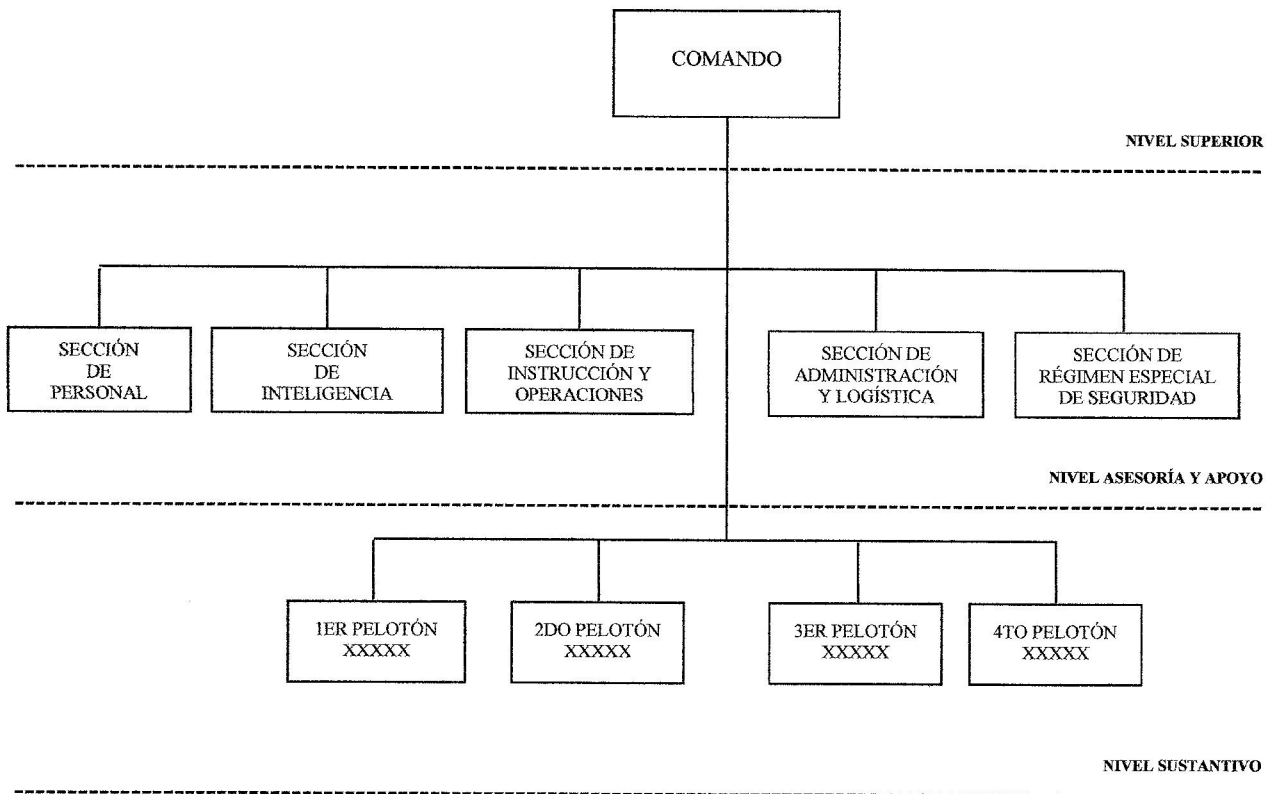 COMANDO
NIVEL SUPERIOR
SECCIÓN
DE
PERSONAL
SECCIÓN
DE
INTELIGENCIA
SECCIÓN DE
INSTRUCCIÓN Y
OPERACIONES
SECCIÓN DE
ADMINISTRACIÓN
Y LOGÍSTICA
SECCIÓN DE
RÉGIMEN ESPECIAL
DE SEGURIDAD
NIVEL ASESORÍA Y APOYO
1ER PELOTÓN
XXXXX
2DO PELOTÓN
XXXXX
3ER PELOTÓN
XXXXX
4TO PELOTÓN
XXXXX
NIVEL SUSTANTIVO